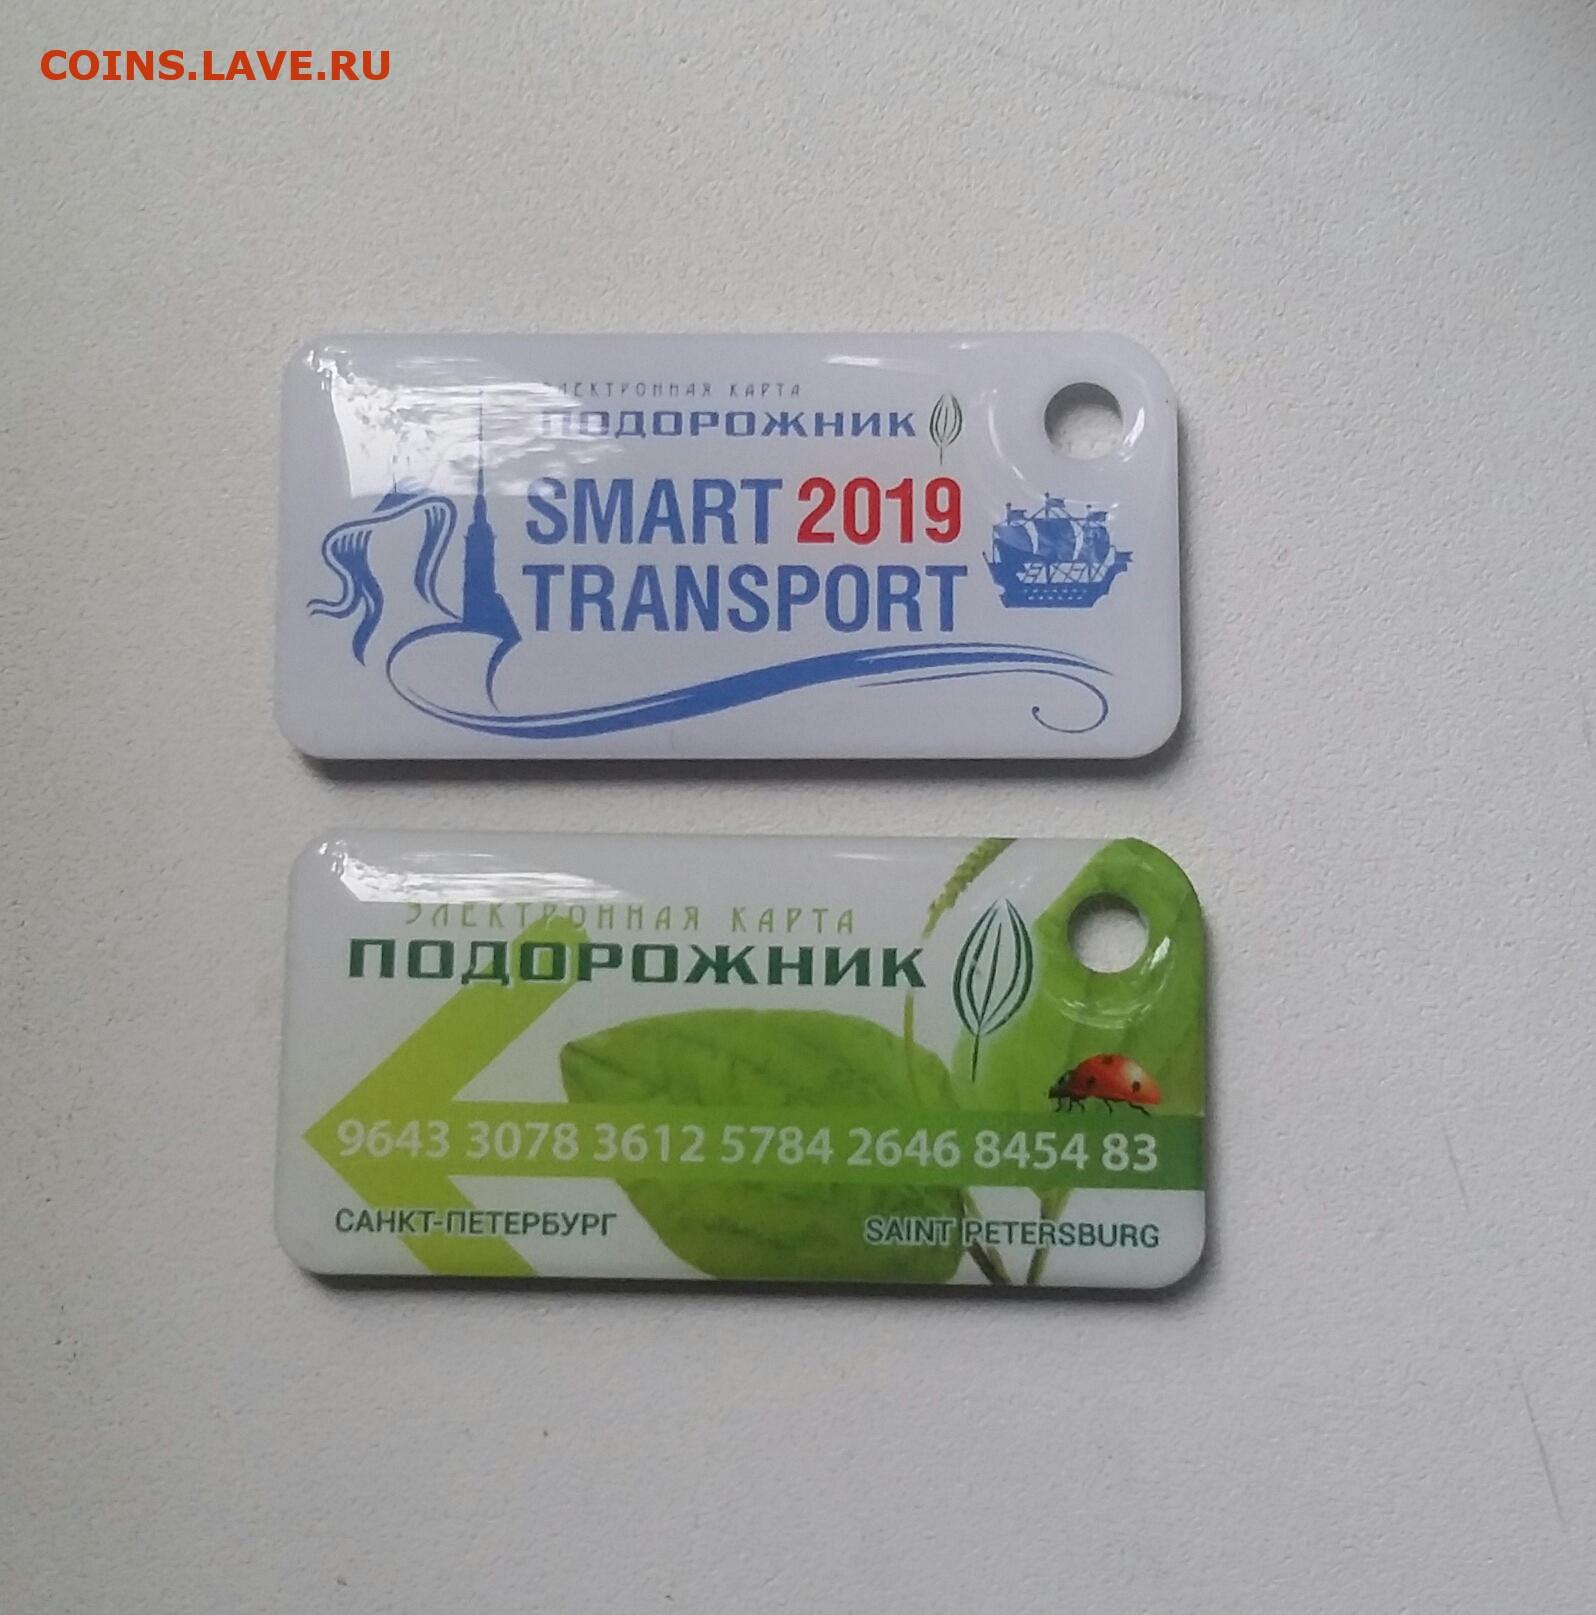 COINS.LAVE.RU
ЭЛЕКТРОННАЯ КАРТА
ПОДОРОЖНИК
SMART 2019
TRANSPORT
ЭЛЕКТРОННАЯ КАРТА
ПОДОРОЖНИК
9643 3078 3612 5784 2646 8454 83
САНКТ-ПЕТЕРБУРГ SAINT PETERSBURG